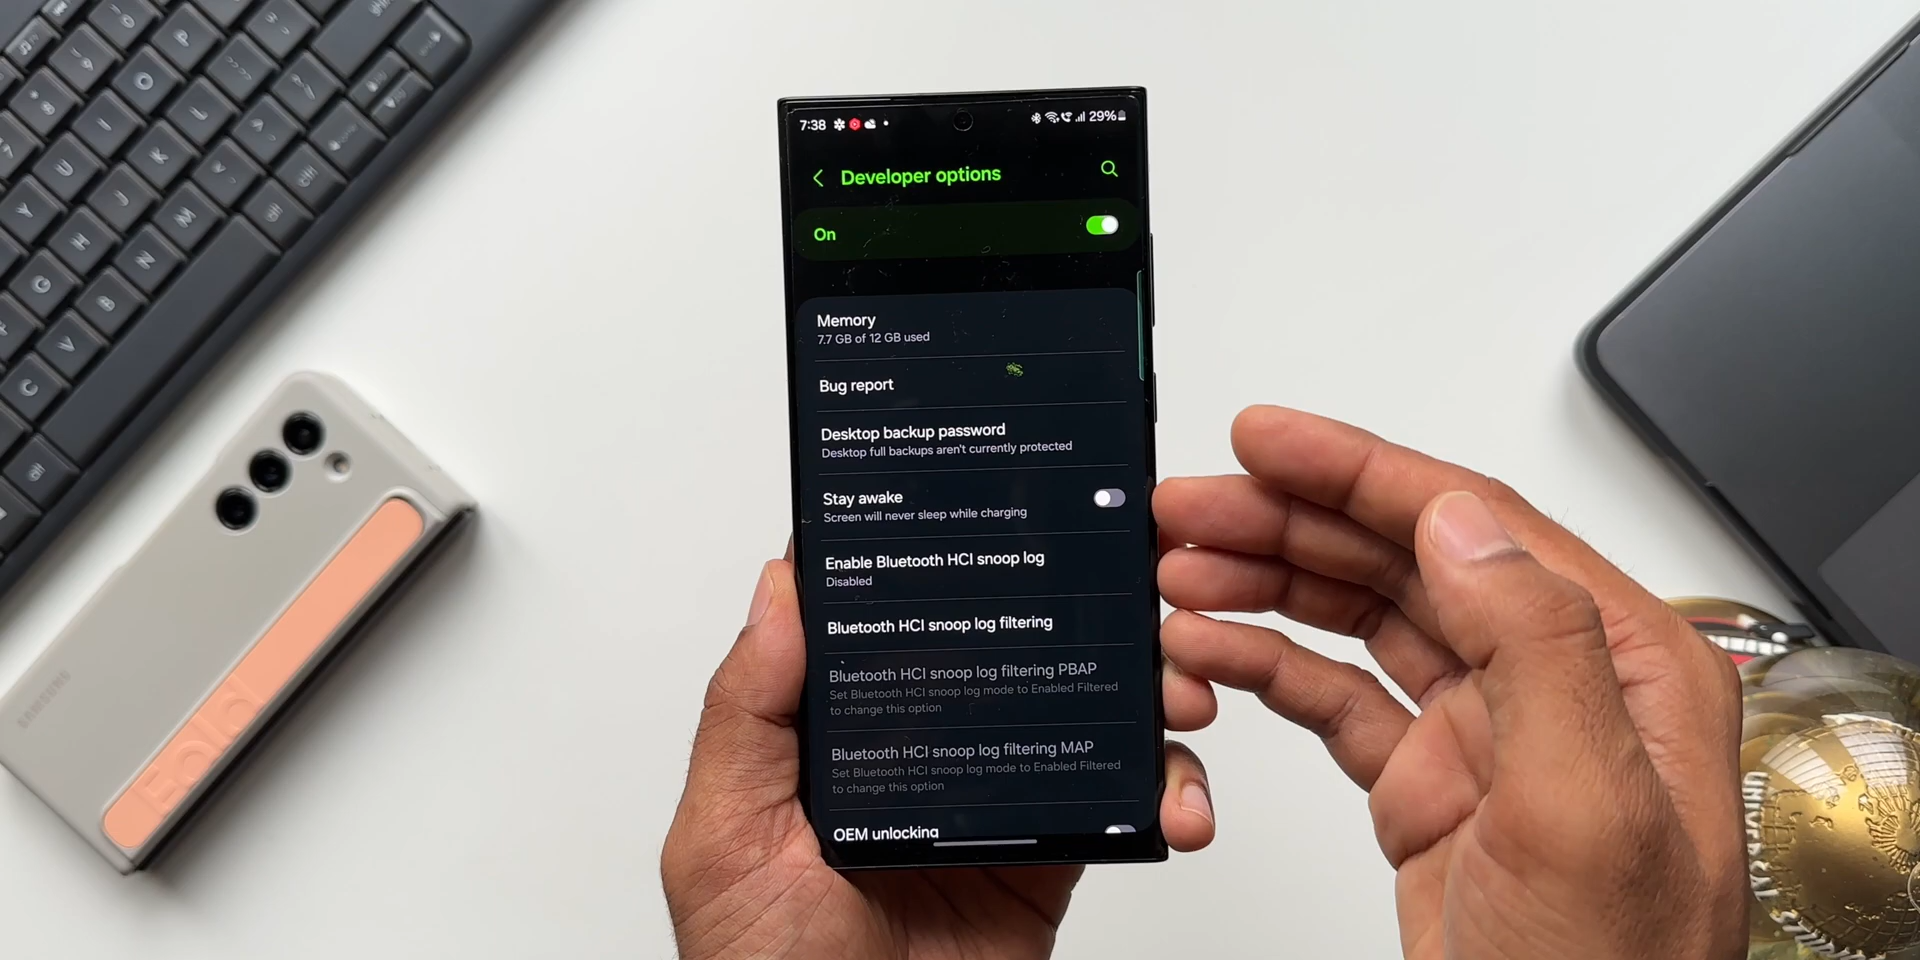 7:38
29%
Developer options
On
Memory
7.7 GB of 12 GB used
Bug report
Desktop backup password
Desktop full backups aren't currently protected
Stay awake
Screen will never sleep while charging
Enable Bluetooth HCI snoop log
Disabled
Bluetooth HCI snoop log filtering
Bluetooth HCI snoop log filtering PBAP
Set Bluetooth HCI snoop log mode to Enabled Filtered
to change this option
Bluetooth HCI snoop log filtering MAP
Set Bluetooth HCI snoop log mode to Enabled Filtered
to change this option
OEM unlocking
SAMSUNG
Fold
P
O
I
U
L
K
Y
J
M
H
N
G
B
V
C